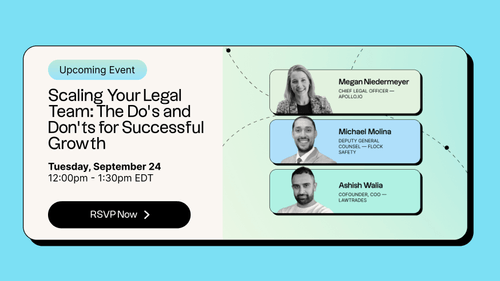 Upcoming Event
Scaling Your Legal
Team: The Do's and
Don'ts for Successful
Growth
Tuesday, September 24
12:00pm - 1:30pm EDT
RSVP Now
Megan Niedermeyer
CHIEF LEGAL OFFICER —
APOLLO.IO
Michael Molina
DEPUTY GENERAL
COUNSEL — FLOCK
SAFETY
Ashish Walia
COFOUNDER, COO —
LAWTRADES